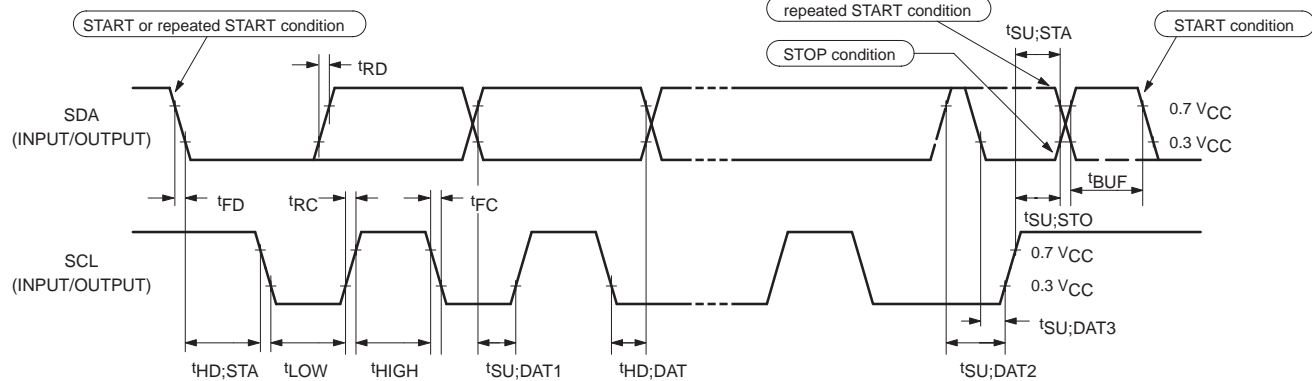 repeated START condition
START or repeated START condition
START condition
tSU;STA
STOP condition
tRD
SDA
(INPUT/OUTPUT)
0.7 VCC
0.3 VCC
tBUF
tFD
tRC
tFC
tSU;STO
SCL
(INPUT/OUTPUT)
0.7 VCC
0.3 VCC
tSU;DAT3
tHD;STA
tLOW
tHIGH
tSU;DAT1
tHD;DAT
tSU;DAT2